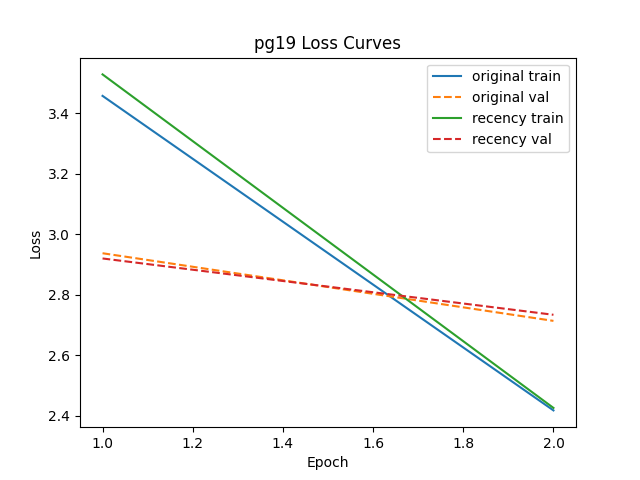 pg19 Loss Curves
original train
original val
recency train
recency val
Loss
3.4
3.2
3.0
2.8
2.6
2.4
1.0 1.2 1.4 1.6 1.8 2.0
Epoch